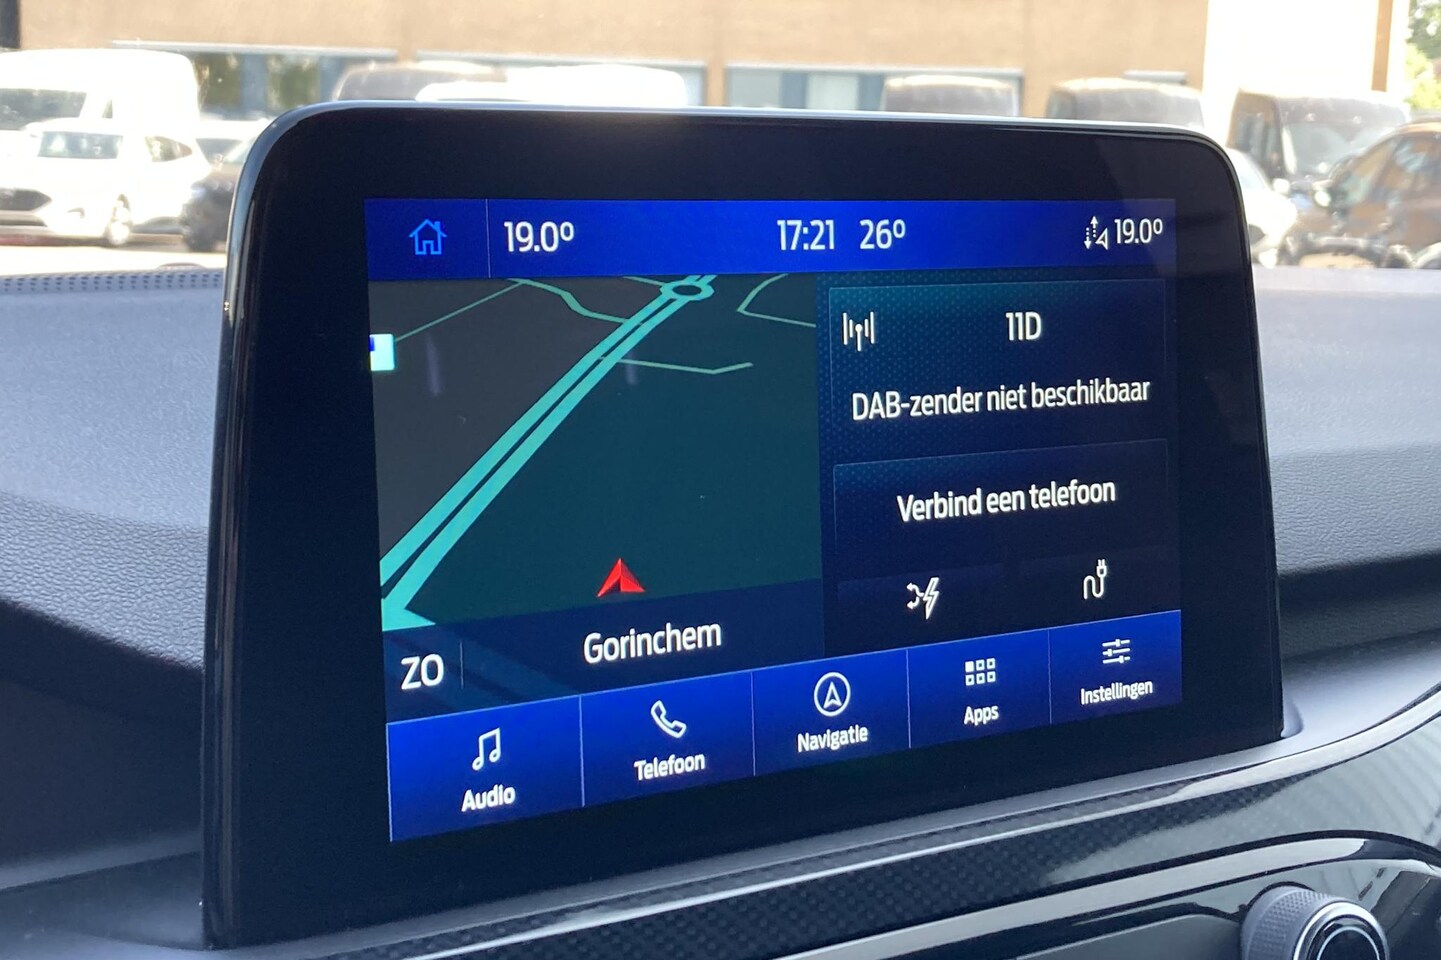 19.0°
17:21 26°
19.0°
11D
DAB-zender niet beschikbaar
Verbind een telefoon
Gorinchem
ZO
Audio
Telefoon
Navigatie
Apps
Instellingen